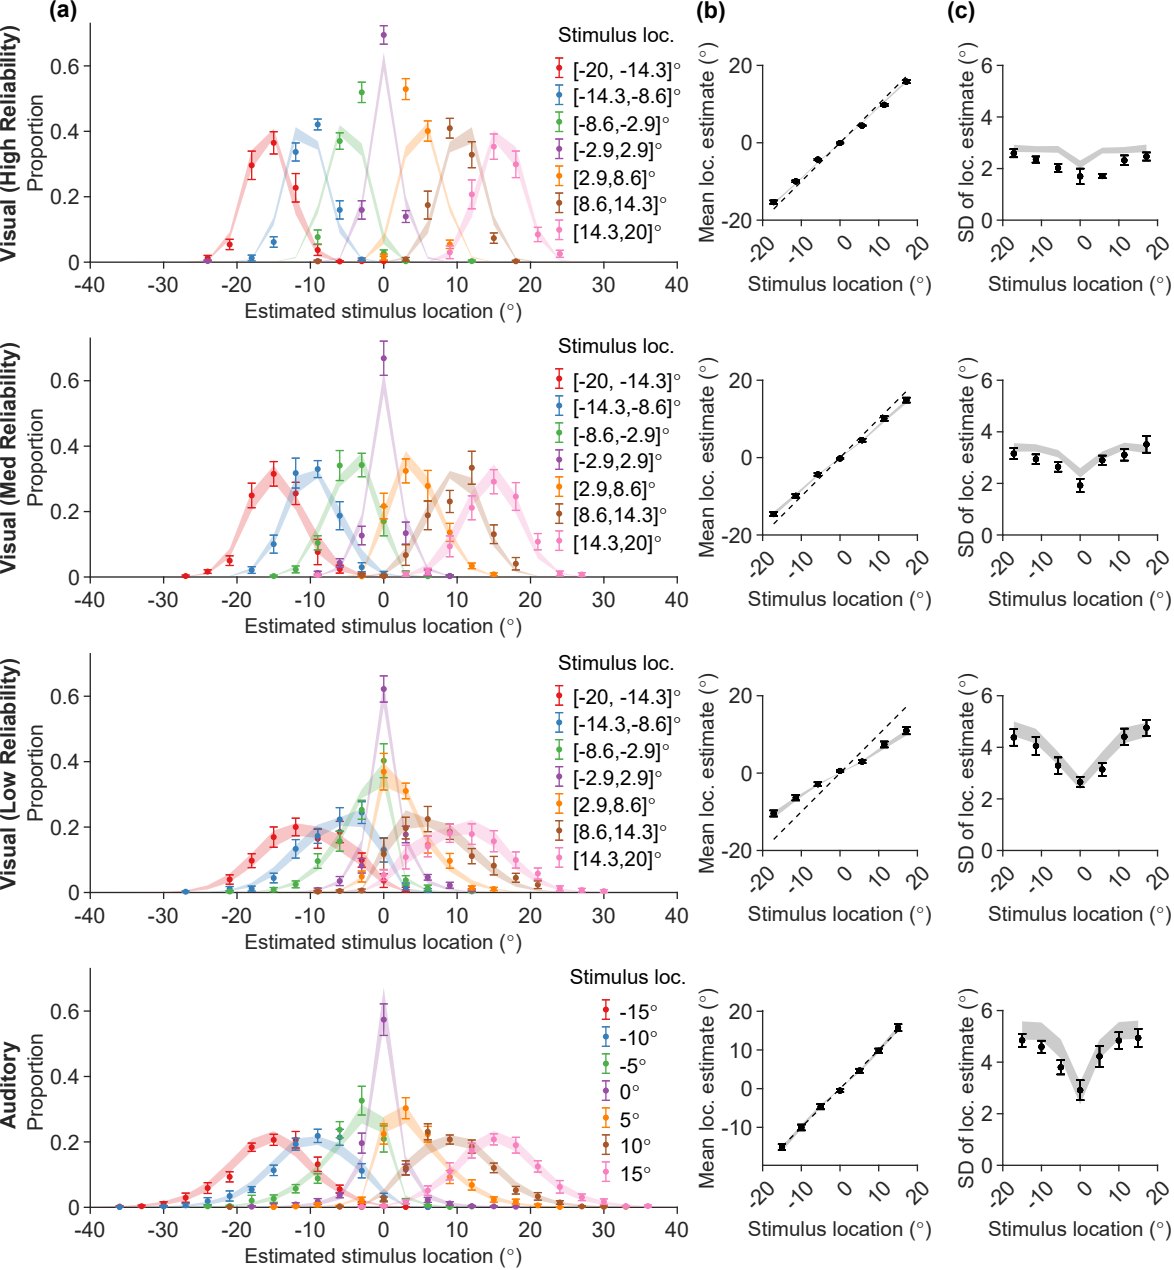 (a)
(b)
(c)
Visual (High Reliability)
Proportion
0.6
0.4
0.2
0
-40 -30 -20 -10 0 10 20 30 40
Estimated stimulus location (°)
Stimulus loc.
[-20, -14.3]°
[-14.3,-8.6]°
[-8.6,-2.9]°
[-2.9,2.9]°
[2.9,8.6]°
[8.6,14.3]°
[14.3,20]°
Mean loc. estimate (°)
20
0
-20
-20 -10 0 10 20
Stimulus location (°)
SD of loc. estimate (°)
6
4
2
0
-20 -10 0 10 20
Stimulus location (°)
Visual (Med Reliability)
Proportion
0.6
0.4
0.2
0
-40 -30 -20 -10 0 10 20 30 40
Estimated stimulus location (°)
Stimulus loc.
[-20, -14.3]°
[-14.3,-8.6]°
[-8.6,-2.9]°
[-2.9,2.9]°
[2.9,8.6]°
[8.6,14.3]°
[14.3,20]°
Mean loc. estimate (°)
20
0
-20
-20 -10 0 10 20
Stimulus location (°)
SD of loc. estimate (°)
6
4
2
0
-20 -10 0 10 20
Stimulus location (°)
Visual (Low Reliability)
Proportion
0.6
0.4
0.2
0
-40 -30 -20 -10 0 10 20 30 40
Estimated stimulus location (°)
Stimulus loc.
[-20, -14.3]°
[-14.3,-8.6]°
[-8.6,-2.9]°
[-2.9,2.9]°
[2.9,8.6]°
[8.6,14.3]°
[14.3,20]°
Mean loc. estimate (°)
20
0
-20
-20 -10 0 10 20
Stimulus location (°)
SD of loc. estimate (°)
6
4
2
0
-20 -10 0 10 20
Stimulus location (°)
Auditory
Proportion
0.6
0.4
0.2
0
-40 -30 -20 -10 0 10 20 30 40
Estimated stimulus location (°)
Stimulus loc.
-15°
-10°
-5°
0°
5°
10°
15°
Mean loc. estimate (°)
20
10
0
-10
-20 -10 0 10 20
Stimulus location (°)
SD of loc. estimate (°)
6
4
2
0
-20 -10 0 10 20
Stimulus location (°)